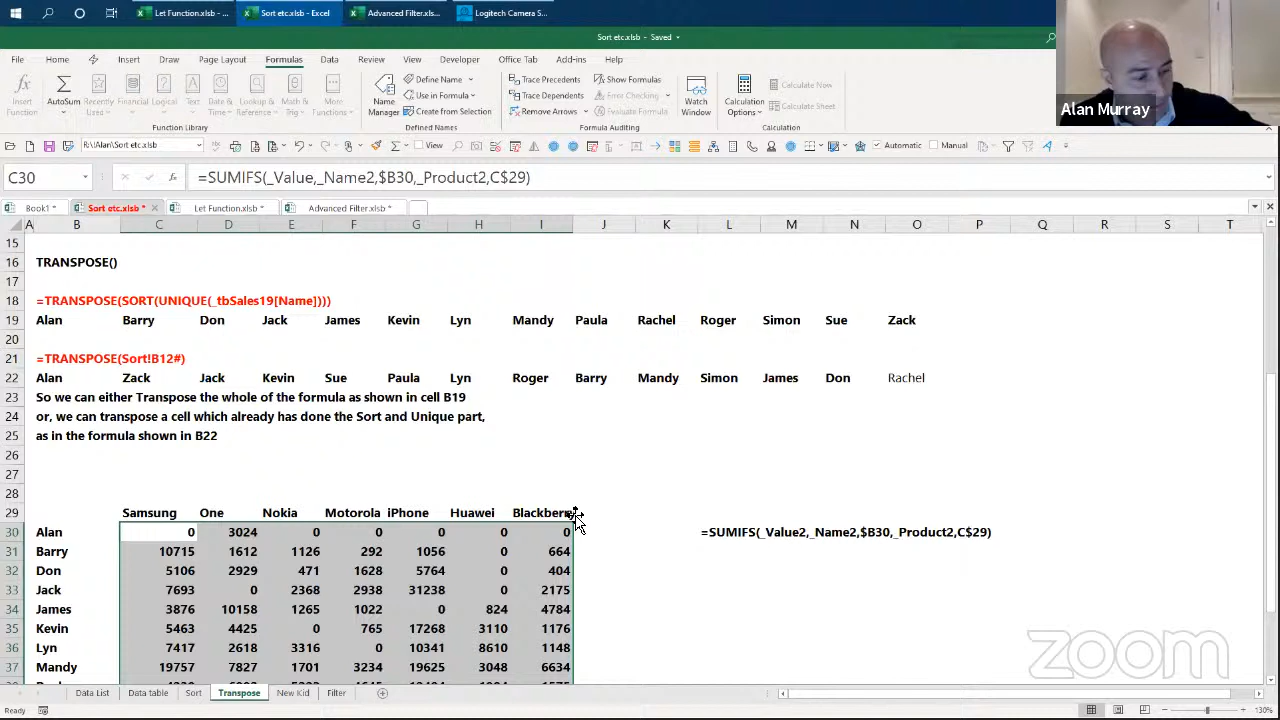 Let Function.xlsb - ...
Sort etc.xlsb - Excel
Advanced Filter.xls...
Logitech Camera S...
Sort etc.xlsb - Saved
Alan Murray
File Home Insert Draw Page Layout Formulas Data Review View Developer Office Tab Add-ins Help
Insert Function
AutoSum
Recently Used
Financial
Logical
Text
Date & Time
Lookup & Reference
Math & Trig
More Functions
Function Library
Name Manager
Define Name
Use in Formula
Create from Selection
Defined Names
Trace Precedents
Trace Dependents
Remove Arrows
Show Formulas
Error Checking
Evaluate Formula
Formula Auditing
Watch Window
Calculation Options
Calculate Now
Calculate Sheet
Calculation
R:\!Alan\Sort etc.xlsb
View
Automatic
Manual
C30
=SUMIFS(_Value,_Name2,$B30,_Product2,C$29)
Book1 * Sort etc.xlsb * Let Function.xlsb * Advanced Filter.xlsb *
A B C D E F G H I J K L M N O P Q R S T
15
16 TRANSPOSE()
17
18 =TRANSPOSE(SORT(UNIQUE(_tbSales19[Name])))
19 Alan Barry Don Jack James Kevin Lyn Mandy Paula Rachel Roger Simon Sue Zack
20
21 =TRANSPOSE(Sort!B12#)
22 Alan Zack Jack Kevin Sue Paula Lyn Roger Barry Mandy Simon James Don Rachel
23 So we can either Transpose the whole of the formula as shown in cell B19
24 or, we can transpose a cell which already has done the Sort and Unique part,
25 as in the formula shown in B22
26
27
28
29 Samsung One Nokia Motorola iPhone Huawei Blackberry
30 Alan 0 3024 0 0 0 0 0 =SUMIFS(_Value2,_Name2,$B30,_Product2,C$29)
31 Barry 10715 1612 1126 292 1056 0 664
32 Don 5106 2929 471 1628 5764 0 404
33 Jack 7693 0 2368 2938 31238 0 2175
34 James 3876 10158 1265 1022 0 824 4784
35 Kevin 5463 4425 0 765 17268 3110 1176
36 Lyn 7417 2618 3316 0 10341 8610 1148
37 Mandy 19757 7827 1701 3234 19625 3048 6634
zoom
Data List Data table Sort Transpose New Kid Filter
Ready
130%